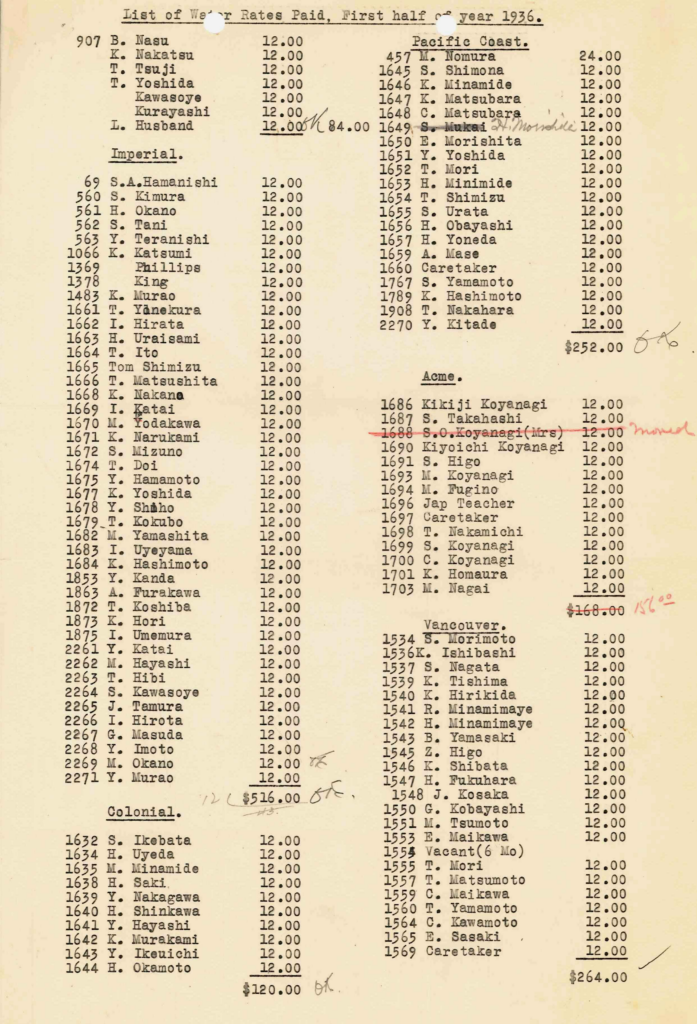 List of Water Rates Paid, First half of year 1936.
907 B. Nasu 12.00
K. Nakatsu 12.00
T. Tsuji 12.00
T. Yoshida 12.00
Kawasoye 12.00
Kurayashi 12.00
L. Husband 12.00 OK 84.00
Imperial.
69 S.A.Hamanishi 12.00
560 S. Kimura 12.00
561 H. Okano 12.00
562 S. Tani 12.00
563 Y. Teranishi 12.00
1066 K. Katsumi 12.00
1369 Phillips 12.00
1378 King 12.00
1483 K. Murao 12.00
1661 T. Yonekura 12.00
1662 I. Hirata 12.00
1663 H. Uraisami 12.00
1664 T. Ito 12.00
1665 Tom Shimizu 12.00
1666 T. Matsushita 12.00
1668 K. Nakano 12.00
1669 I. Katai 12.00
1670 M. Yodakawa 12.00
1671 K. Narukami 12.00
1672 S. Mizuno 12.00
1674 T. Doi 12.00
1675 Y. Hamamoto 12.00
1677 K. Yoshida 12.00
1678 Y. Shiho 12.00
1679 T. Kokubo 12.00
1682 M. Yamashita 12.00
1683 I. Uyeyama 12.00
1684 K. Hashimoto 12.00
1853 Y. Kanda 12.00
1863 A. Furakawa 12.00
1872 T. Koshiba 12.00
1873 K. Hori 12.00
1875 I. Umemura 12.00
2261 Y. Katai 12.00
2262 M. Hayashi 12.00
2263 T. Hibi 12.00
2264 S. Kawasoye 12.00
2265 J. Tamura 12.00
2266 I. Hirota 12.00
2267 G. Masuda 12.00
2268 Y. Imoto 12.00
2269 M. Okano 12.00
2271 Y. Murao 12.00
$516.00 OK.
Colonial.
1632 S. Ikebata 12.00
1634 H. Uyeda 12.00
1635 M. Minamide 12.00
1638 H. Saki 12.00
1639 Y. Nakagawa 12.00
1640 H. Shinkawa 12.00
1641 Y. Hayashi 12.00
1642 K. Murakami 12.00
1643 Y. Ikeuichi 12.00
1644 H. Okamoto 12.00
$120.00 OK.
Pacific Coast.
457 M. Nomura 24.00
1645 S. Shimona 12.00
1646 K. Minamide 12.00
1647 K. Matsubara 12.00
1648 C. Matsubara 12.00
1649 S. Mukai 12.00
1650 E. Morishita 12.00
1651 Y. Yoshida 12.00
1652 T. Mori 12.00
1653 H. Minimide 12.00
1654 T. Shimizu 12.00
1655 S. Urata 12.00
1656 H. Obayashi 12.00
1657 H. Yoneda 12.00
1659 A. Mase 12.00
1660 Caretaker 12.00
1767 S. Yamamoto 12.00
1789 K. Hashimoto 12.00
1908 T. Nakahara 12.00
2270 Y. Kitade 12.00
$252.00 OK.
Acme.
1686 Kikiji Koyanagi 12.00
1687 S. Takahashi 12.00
1688 S.O.Koyanagi(Mrs) 12.00 moved
1690 Kiyoichi Koyanagi 12.00
1691 S. Higo 12.00
1693 M. Koyanagi 12.00
1694 M. Fugino 12.00
1696 Jap Teacher 12.00
1697 Caretaker 12.00
1698 T. Nakamichi 12.00
1699 S. Koyanagi 12.00
1700 C. Koyanagi 12.00
1701 K. Homaura 12.00
1703 M. Nagai 12.00
$168.00 156 00
Vancouver.
1534 S. Morimoto 12.00
1536K. Ishibashi 12.00
1537 S. Nagata 12.00
1539 K. Tishima 12.00
1540 K. Hirikida 12.00
1541 R. Minamimaye 12.00
1542 H. Minamimaye 12.00
1543 B. Yamasaki 12.00
1545 Z. Higo 12.00
1546 K. Shibata 12.00
1547 H. Fukuhara 12.00
1548 J. Kosaka 12.00
1550 G. Kobayashi 12.00
1551 M. Tsumoto 12.00
1553 E. Maikawa 12.00
1554 Vacant(6 Mo)
1555 T. Mori 12.00
1557 T. Matsumoto 12.00
1559 C. Maikawa 12.00
1560 T. Yamamoto 12.00
1564 C. Kawamoto 12.00
1565 E. Sasaki 12.00
1569 Caretaker 12.00
$264.00